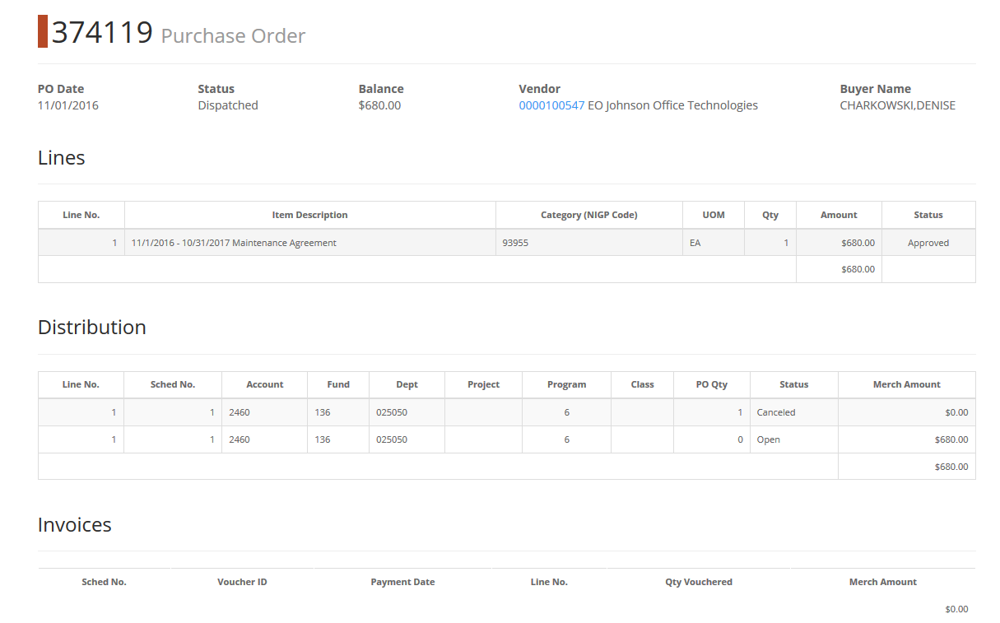 374119 Purchase Order
PO Date Status Balance Vendor Buyer Name
11/01/2016 Dispatched $680.00 0000100547 EO Johnson Office Technologies CHARKOWSKI,DENISE
Lines
Line No. Item Description Category (NIGP Code) UOM Qty Amount Status
1 11/1/2016 - 10/31/2017 Maintenance Agreement 93955 EA 1 $680.00 Approved
$680.00
Distribution
Line No. Sched No. Account Fund Dept Project Program Class PO Qty Status Merch Amount
1 1 2460 136 025050 6 1 Canceled $0.00
1 1 2460 136 025050 6 0 Open $680.00
$680.00
Invoices
Sched No. Voucher ID Payment Date Line No. Qty Vouchered Merch Amount
$0.00